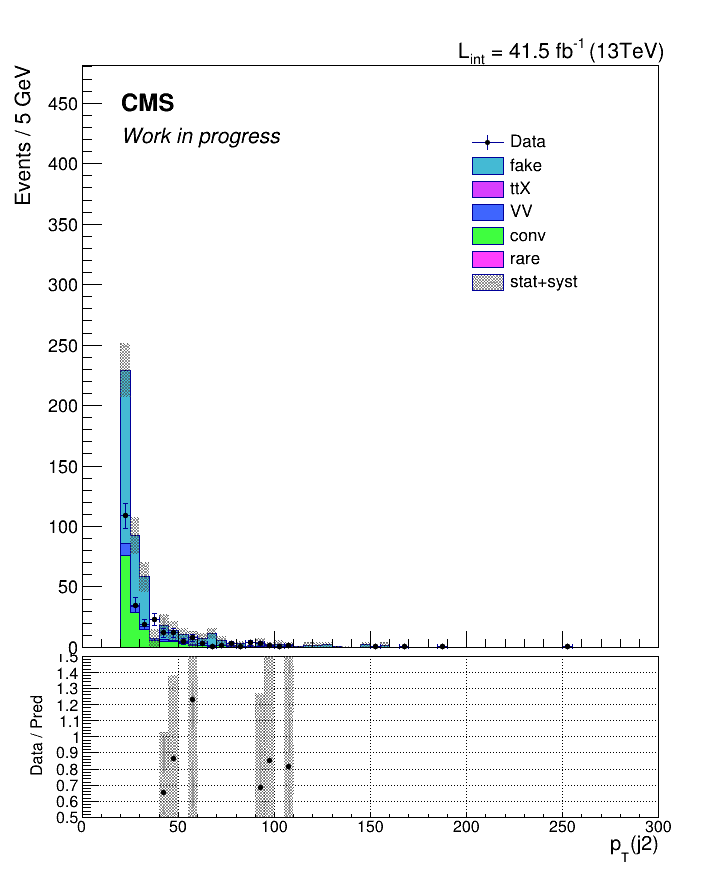 L_int = 41.5 fb^-1 (13TeV)
Events / 5 GeV
450
400
350
300
250
200
150
100
50
0
CMS
Work in progress
Data
fake
ttX
VV
conv
rare
stat+syst
Data / Pred
1.5
1.4
1.3
1.2
1.1
1
0.9
0.8
0.7
0.6
0.5
0 50 100 150 200 250 300
p_T(j2)